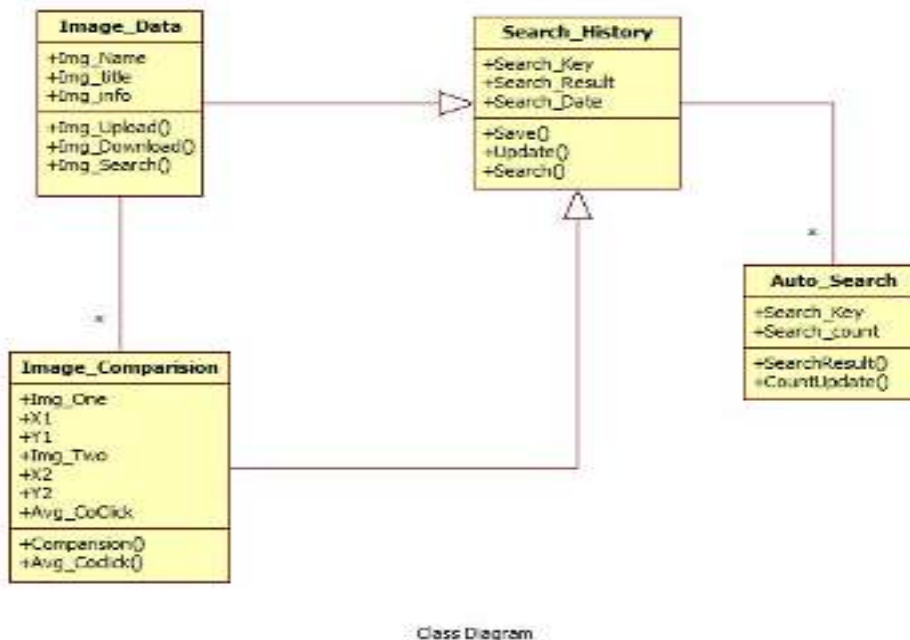 Image_Data
+Img_Name
+Img_title
+Img_info
+Img_Upload()
+Img_Download()
+Img_Search()
Search_History
+Search_Key
+Search_Result
+Search_Date
+Save()
+Update()
+Search()
*
Auto_Search
+Search_Key
+Search_count
+SearchResult()
+CountUpdate()
*
Image_Comparision
+Img_One
+X1
+Y1
+Img_Two
+X2
+Y2
+Avg_CoClick
+Comparision()
+Avg_Coclick()
Class Diagram